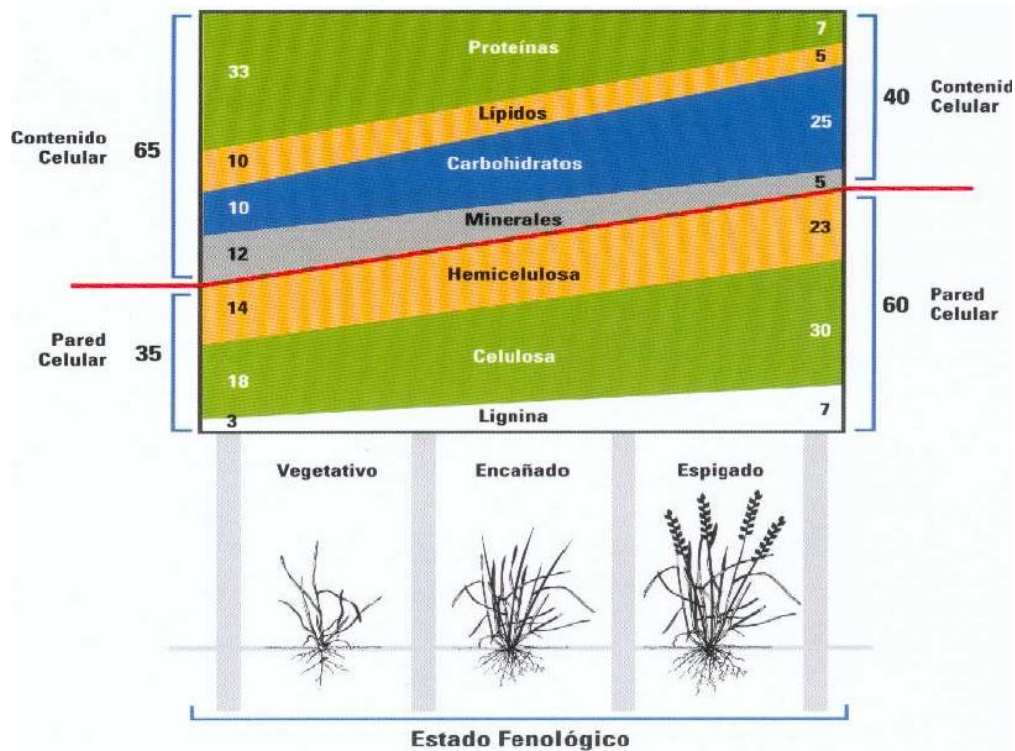 Proteínas
33
7
5
Lípidos
10
25
Carbohidratos
10
5
Minerales
12
23
Hemicelulosa
14
30
Celulosa
18
7
Lignina
3
Contenido
Celular
65
Pared
Celular
35
40
Contenid
Celular
60
Pared
Celular
Vegetativo
Encañado
Espigado
Estado Fenológico